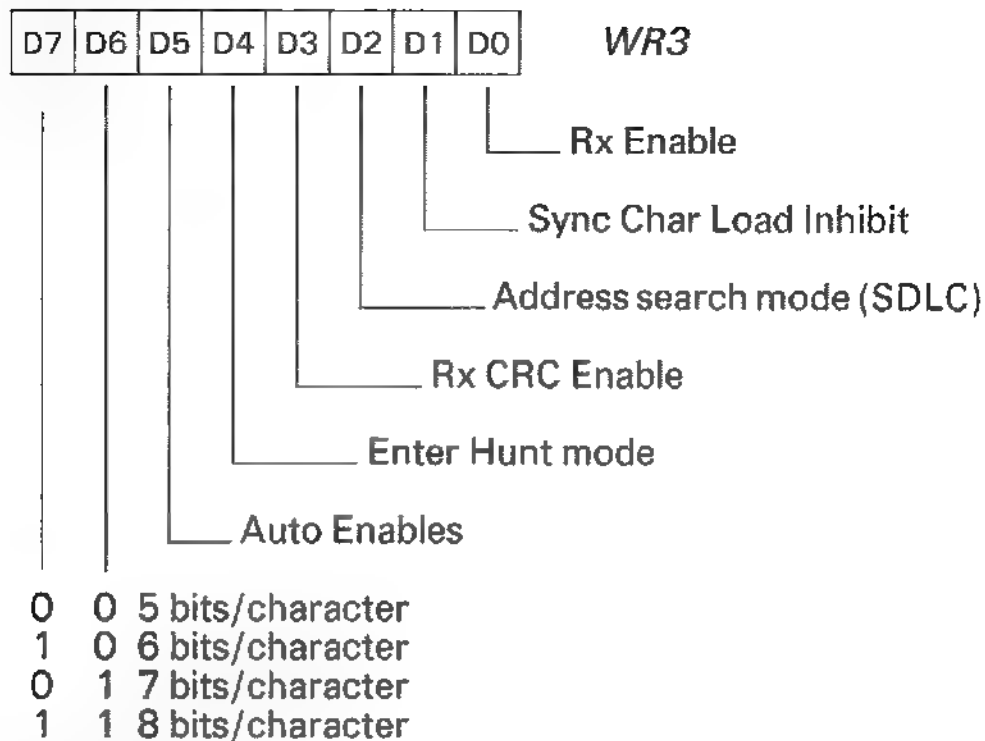 D7 D6 D5 D4 D3 D2 D1 D0 WR3
Rx Enable
Sync Char Load Inhibit
Address search mode (SDLC)
Rx CRC Enable
Enter Hunt mode
Auto Enables
0 0 5 bits/character
1 0 6 bits/character
0 1 7 bits/character
1 1 8 bits/character